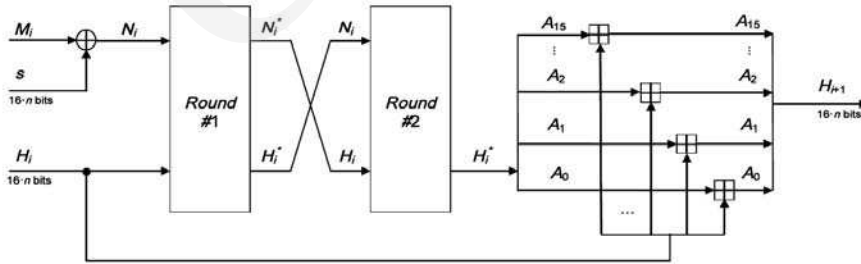 M_i N_i N_i^* N_i A_15 A_15
s ⋮ ⋮
16·n bits A_2 A_2 H_{i+1}
Round #1 Round #2 16·n bits
H_i H_i^* H_i H_i^* A_1 A_1
16·n bits A_0 A_0
...